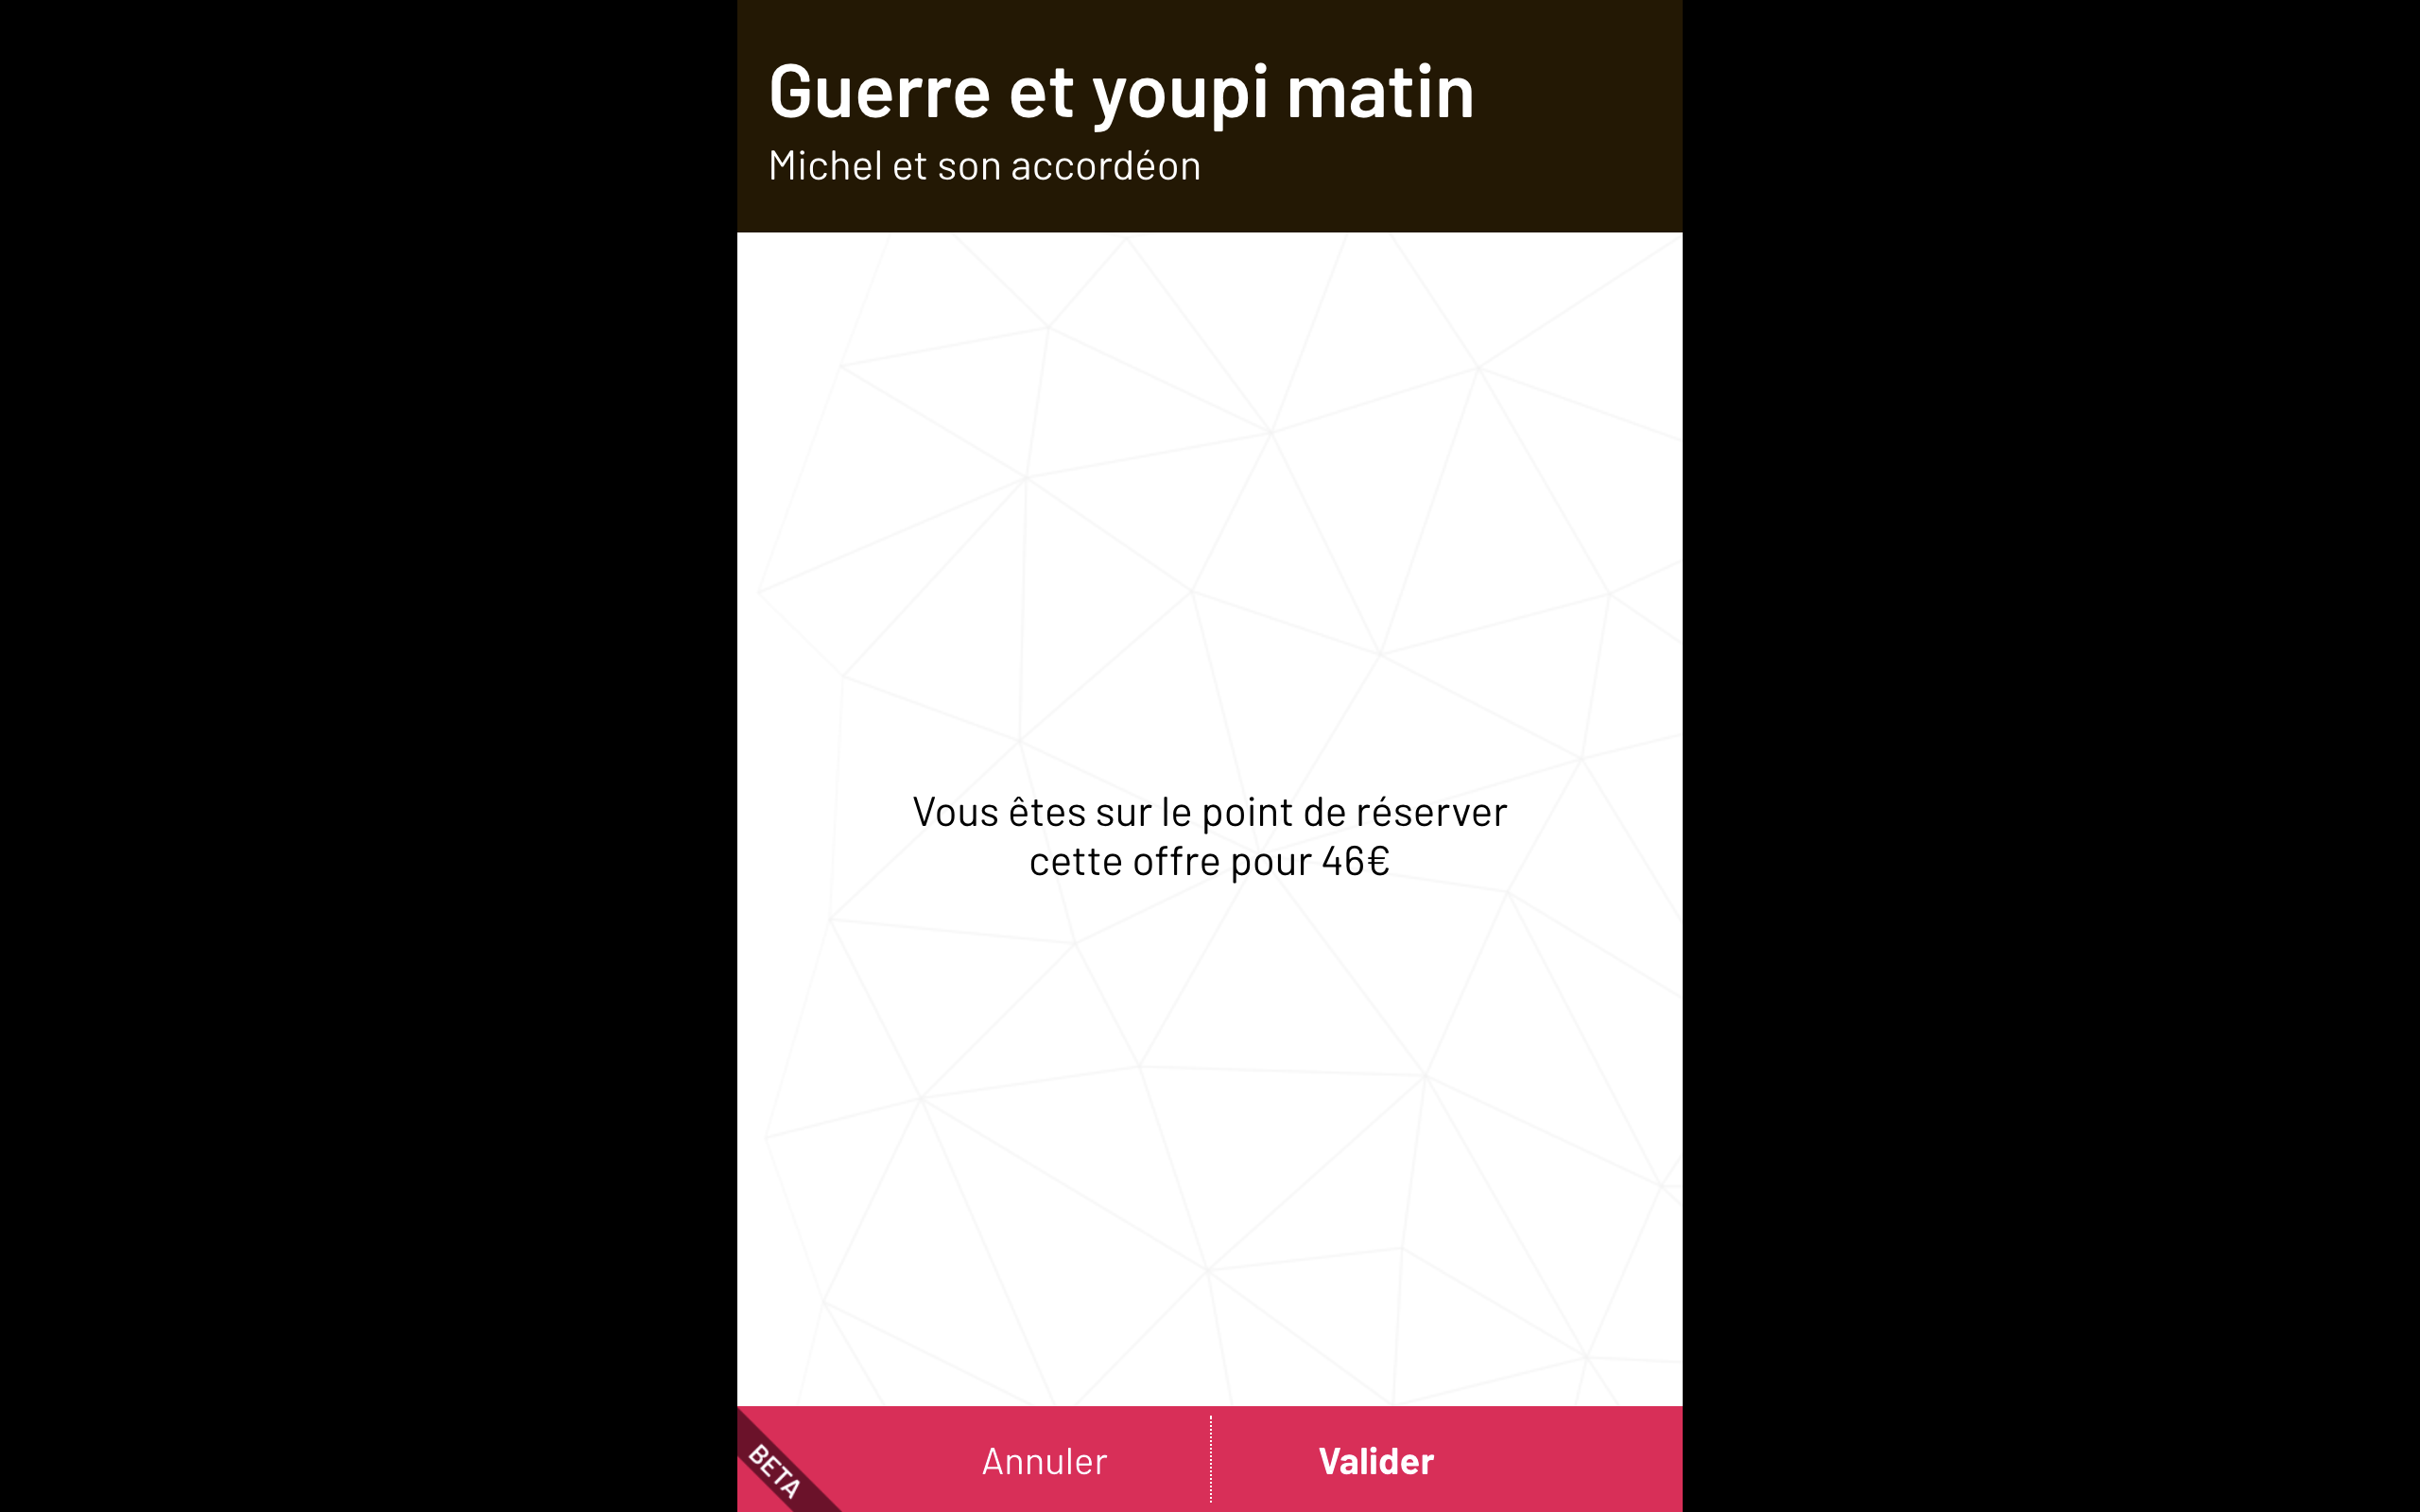 Guerre et youpi matin
Michel et son accordéon
Vous êtes sur le point de réserver
cette offre pour 46€
BETA
Annuler
Valider